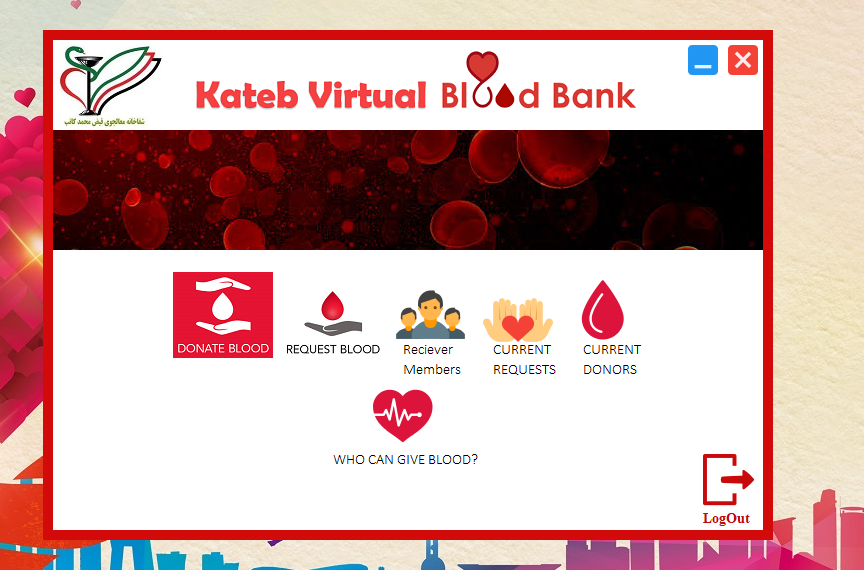 Kateb Virtual Blood Bank
شفاخانه معالجوی فیض محمد کاتب
DONATE BLOOD
REQUEST BLOOD
Reciever
Members
CURRENT
REQUESTS
CURRENT
DONORS
WHO CAN GIVE BLOOD?
LogOut